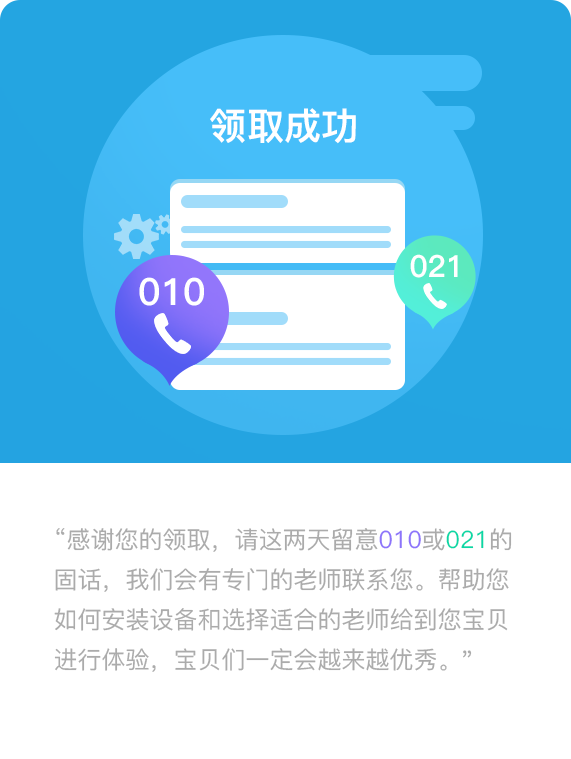 领取成功
021
010
“感谢您的领取，请这两天留意010或021的
固话，我们会有专门的老师联系您。帮助您
如何安装设备和选择适合的老师给到您宝贝
进行体验，宝贝们一定会越来越优秀。”